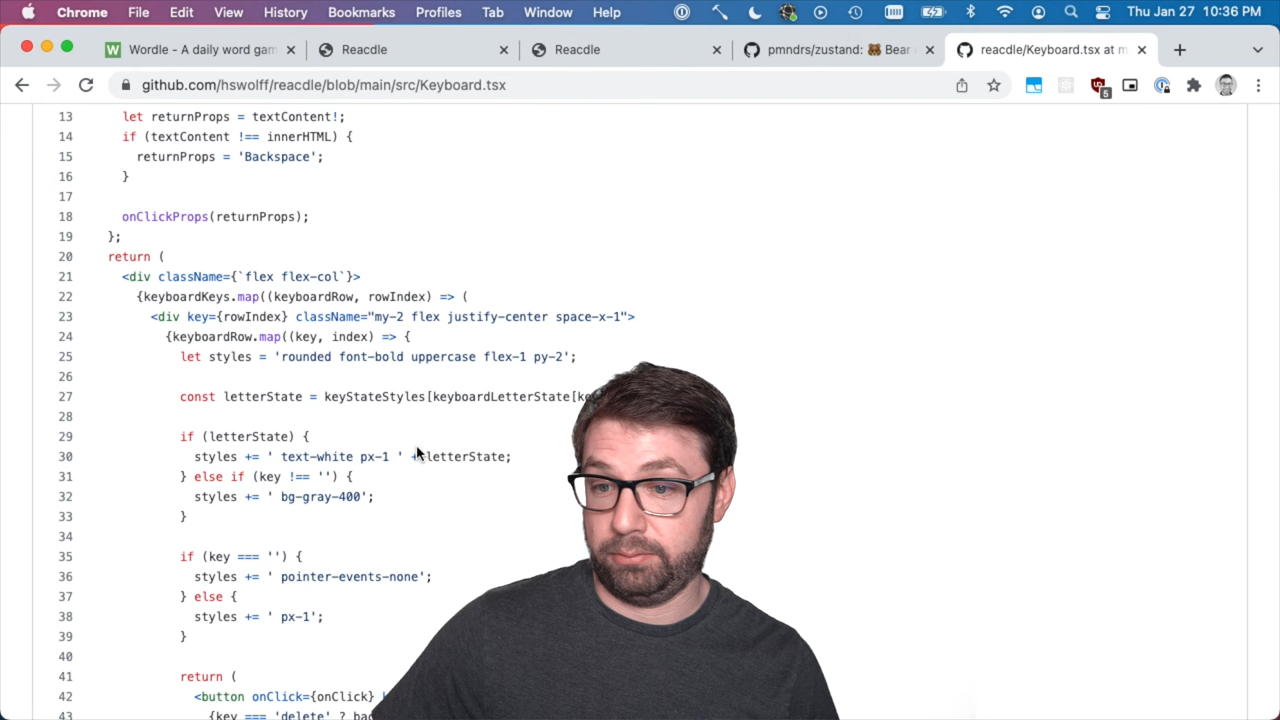 Chrome File Edit View History Bookmarks Profiles Tab Window Help Thu Jan 27 10:36 PM
Wordle - A daily word gam Reacdle Reacdle pmndrs/zustand: 🐻 Bear reacdle/Keyboard.tsx at m
github.com/hswolff/reacdle/blob/main/src/Keyboard.tsx 5
13 let returnProps = textContent!;
14 if (textContent !== innerHTML) {
15 returnProps = 'Backspace';
16 }
17
18 onClickProps(returnProps);
19 };
20 return (
21 <div className={`flex flex-col`}>
22 {keyboardKeys.map((keyboardRow, rowIndex) => (
23 <div key={rowIndex} className="my-2 flex justify-center space-x-1">
24 {keyboardRow.map((key, index) => {
25 let styles = 'rounded font-bold uppercase flex-1 py-2';
26
27 const letterState = keyStateStyles[keyboardLetterState[
28
29 if (letterState) {
30 styles += ' text-white px-1 ' + letterState;
31 } else if (key !== '') {
32 styles += ' bg-gray-400';
33 }
34
35 if (key === '') {
36 styles += ' pointer-events-none';
37 } else {
38 styles += ' px-1';
39 }
40
41 return (
42 <button onClick={onClick}
43 {key === 'delete' ?